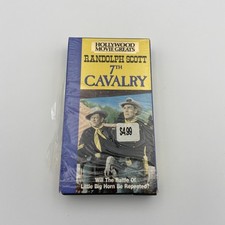 HOLLYWOOD
MOVIE GREATS
RANDOLPH SCOTT
7TH
CAVALRY
$4.99
Will The Battle Of
Little Big Horn Be Repeated?